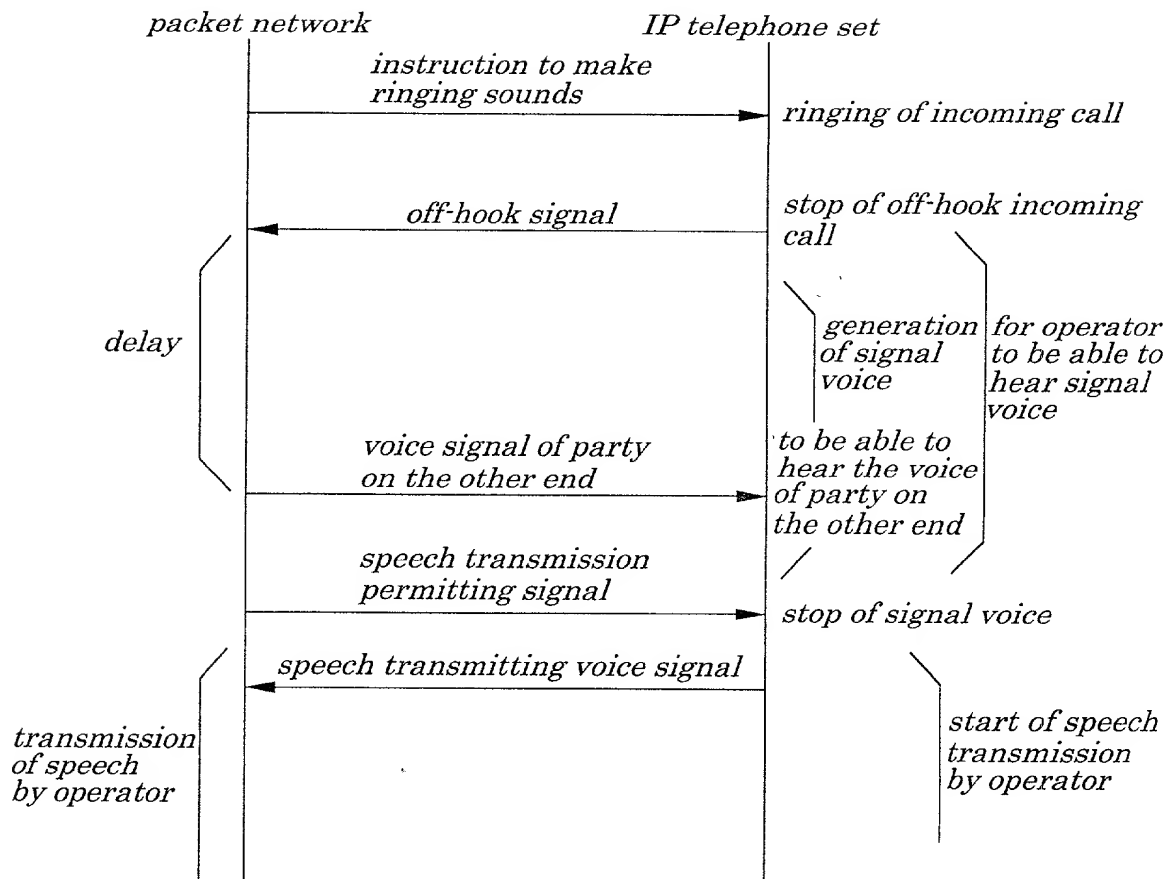 packet network
IP telephone set
instruction to make
ringing sounds
ringing of incoming call
off-hook signal
stop of off-hook incoming
call
delay
generation
of signal
voice
for operator
to be able to
hear signal
voice
voice signal of party
on the other end
to be able to
hear the voice
of party on
the other end
speech transmission
permitting signal
stop of signal voice
speech transmitting voice signal
transmission
of speech
by operator
start of speech
transmission
by operator